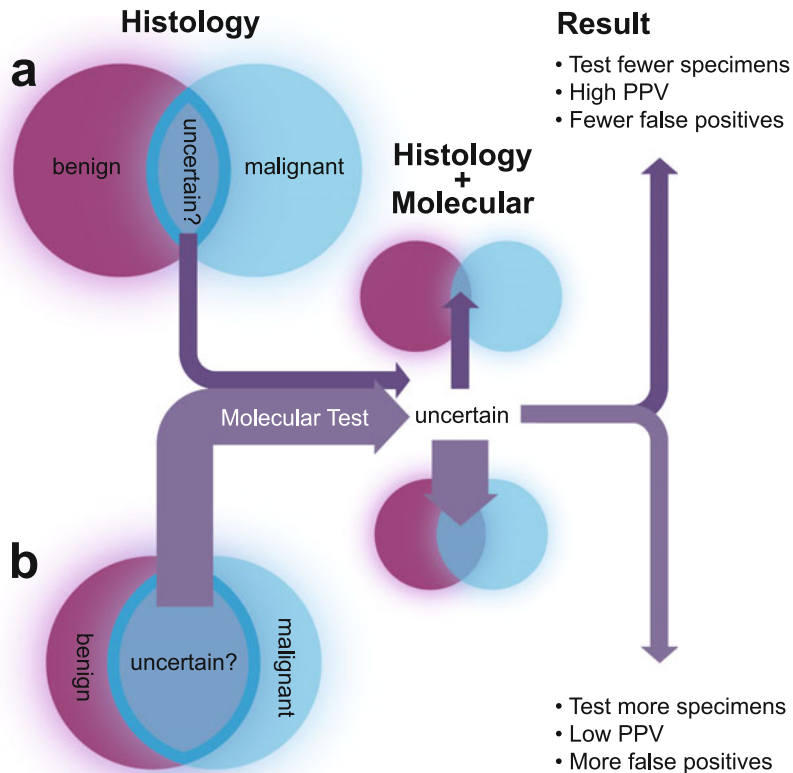 Histology
Result
a
• Test fewer specimens
• High PPV
• Fewer false positives
benign
uncertain?
malignant
Histology
+
Molecular
Molecular Test
uncertain
b
benign
uncertain?
malignant
• Test more specimens
• Low PPV
• More false positives